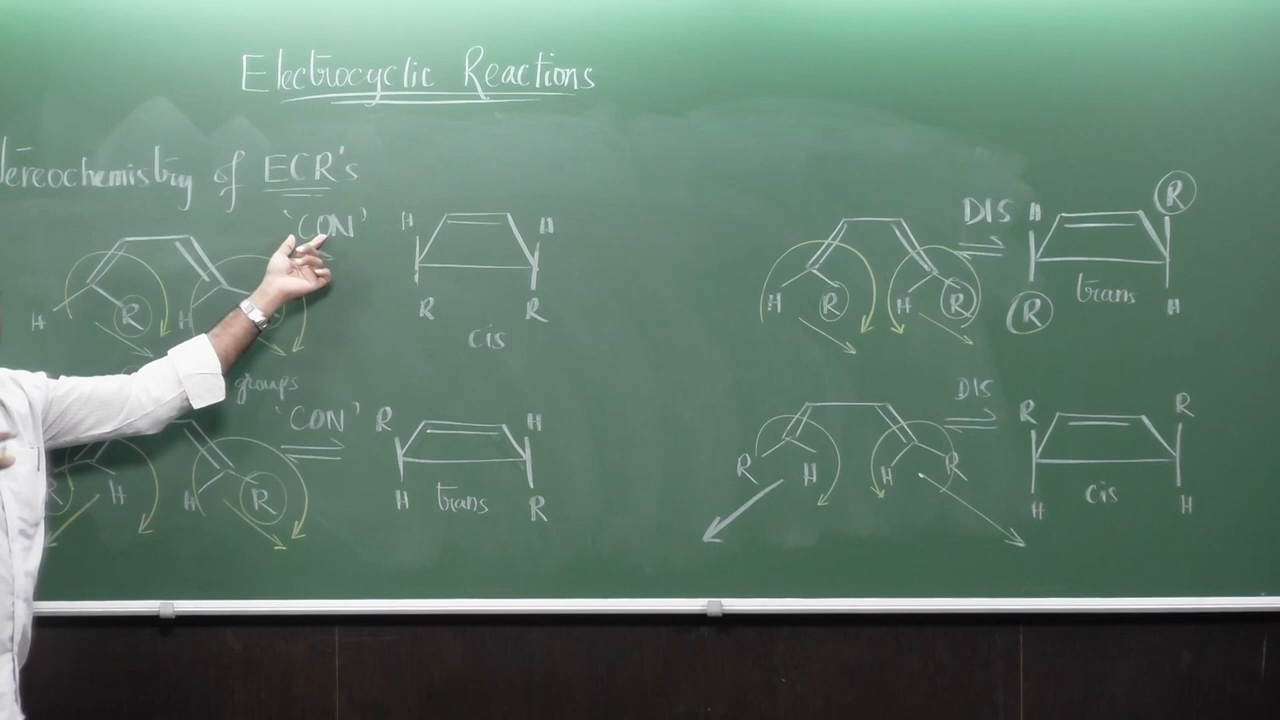 Electrocyclic Reactions
tereochemistry of ECR's
'CON'
H H
H R H
R R
cis
groups
'CON'
R H
R H H R
H trans R
DIS
H R
H R H R
R trans H
DIS
R R
R H H R
H cis H